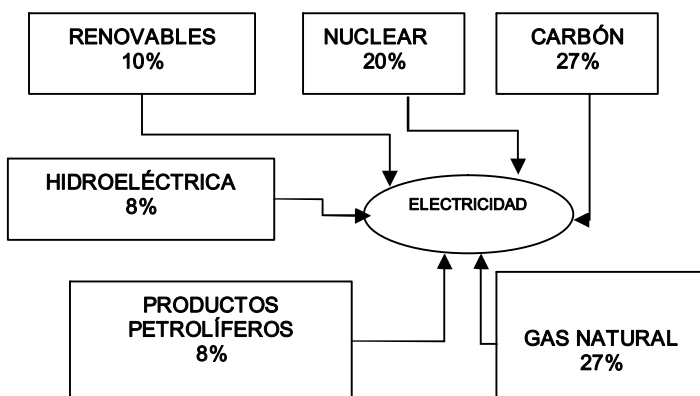 RENOVABLES
10%
NUCLEAR
20%
CARBÓN
27%
HIDROELÉCTRICA
8%
ELECTRICIDAD
PRODUCTOS
PETROLÍFEROS
8%
GAS NATURAL
27%